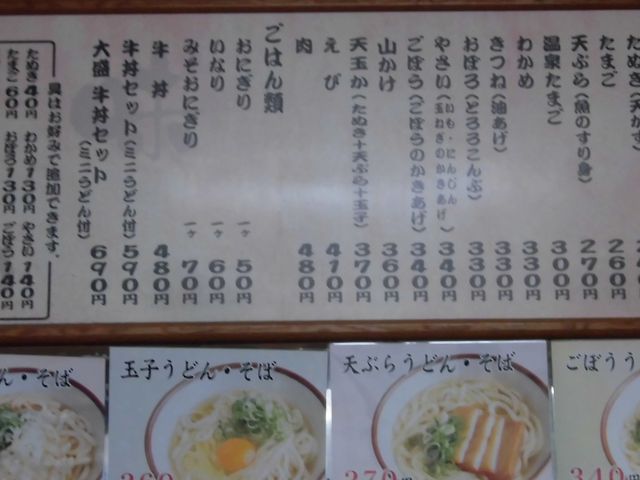 たぬき
たまご 260円
天ぷら(魚のすり身) 270円
温泉たまご 300円
わかめ 330円
きつね(油あげ) 330円
おぼろ(とろろこんぶ) 330円
やさい(いも・にんじん 玉ねぎのかきあげ) 340円
ごぼう(ごぼうのかきあげ) 340円
山かけ 360円
天玉か(たぬき+天ぷら+玉子) 370円
えび 410円
肉 480円
ごはん類
おにぎり 一ヶ 50円
いなり 一ヶ 60円
みそおにぎり 一ヶ 70円
牛丼 480円
牛丼セット(ミニうどん付) 590円
大盛 牛丼セット(ミニうどん付) 690円
具はお好みで追加できます。
わかめ130円 やさい140円
たぬき40円 おぼろ130円 ごぼう140円
たまご60円
ん・そば
玉子うどん・そば
260
天ぷらうどん・そば
270円
ごぼうう
340円